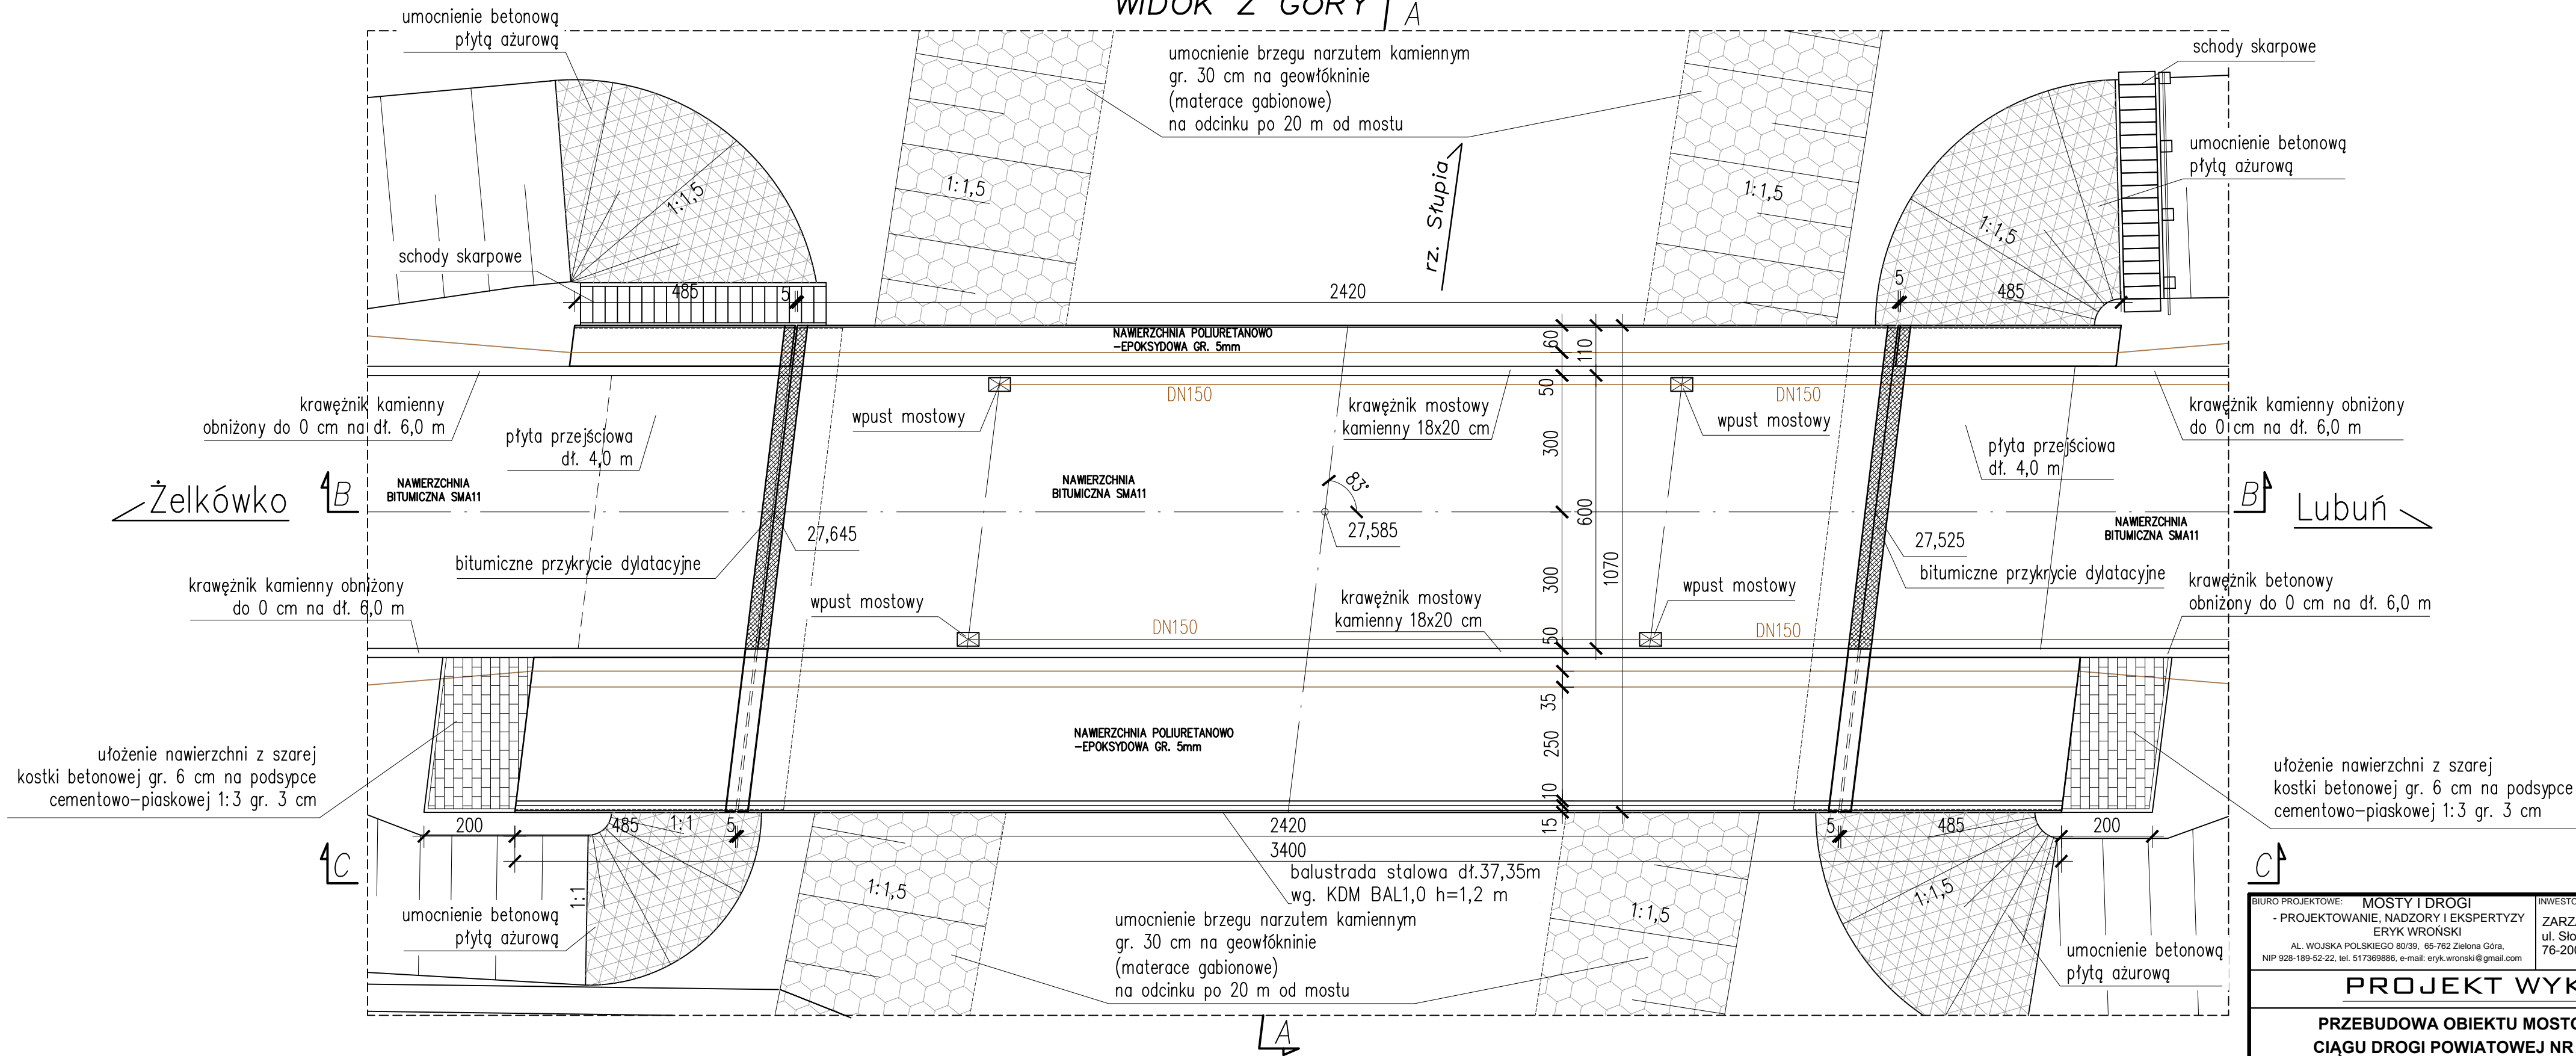 WIDOK Z GÓRY
A
umocnienie betonową
płytą ażurową
umocnienie brzegu narzutem kamiennym
gr. 30 cm na geowłókninie
(materace gabionowe)
na odcinku po 20 m od mostu
schody skarpowe
umocnienie betonową
płytą ażurową
1:1,5
1:1,5
1:1,5
1:1,5
rz. Słupia
schody skarpowe
485
5
2420
5
485
NAWIERZCHNIA POLIURETANOWO
-EPOKSYDOWA GR. 5mm
60
110
50
DN150
DN150
krawężnik kamienny
obniżony do 0 cm na dł. 6,0 m
płyta przejściowa
dł. 4,0 m
wpust mostowy
krawężnik mostowy
kamienny 18x20 cm
wpust mostowy
300
krawężnik kamienny obniżony
do 0 cm na dł. 6,0 m
płyta przejściowa
dł. 4,0 m
Żelkówko
B
NAWIERZCHNIA
BITUMICZNA SMA11
NAWIERZCHNIA
BITUMICZNA SMA11
83°
600
B
Lubuń
NAWIERZCHNIA
BITUMICZNA SMA11
27,645
27,585
27,525
bitumiczne przykrycie dylatacyjne
bitumiczne przykrycie dylatacyjne
1070
300
krawężnik kamienny obniżony
do 0 cm na dł. 6,0 m
wpust mostowy
krawężnik mostowy
kamienny 18x20 cm
wpust mostowy
krawężnik betonowy
obniżony do 0 cm na dł. 6,0 m
DN150
DN150
50
35
NAWIERZCHNIA POLIURETANOWO
-EPOKSYDOWA GR. 5mm
250
10
15
ułożenie nawierzchni z szarej
kostki betonowej gr. 6 cm na podsypce
cementowo-piaskowej 1:3 gr. 3 cm
ułożenie nawierzchni z szarej
kostki betonowej gr. 6 cm na podsypce
cementowo-piaskowej 1:3 gr. 3 cm
200
485
1:1
5
2420
5
485
200
3400
C
C
balustrada stalowa dł.37,35m
wg. KDM BAL1,0 h=1,2 m
1:1
1:1,5
1:1,5
1:1,5
umocnienie betonową
płytą ażurową
umocnienie brzegu narzutem kamiennym
gr. 30 cm na geowłókninie
(materace gabionowe)
na odcinku po 20 m od mostu
umocnienie betonową
płytą ażurową
A
BIURO PROJEKTOWE: MOSTY I DROGI
- PROJEKTOWANIE, NADZORY I EKSPERTYZY
ERYK WROŃSKI
AL. WOJSKA POLSKIEGO 80/39, 65-762 Zielona Góra,
NIP 928-189-52-22, tel. 517369886, e-mail: eryk.wronski@gmail.com
INWESTO
ZARZ
ul. Sło
76-20
PROJEKT WYK
PRZEBUDOWA OBIEKTU MOSTO
CIĄGU DROGI POWIATOWEJ NR